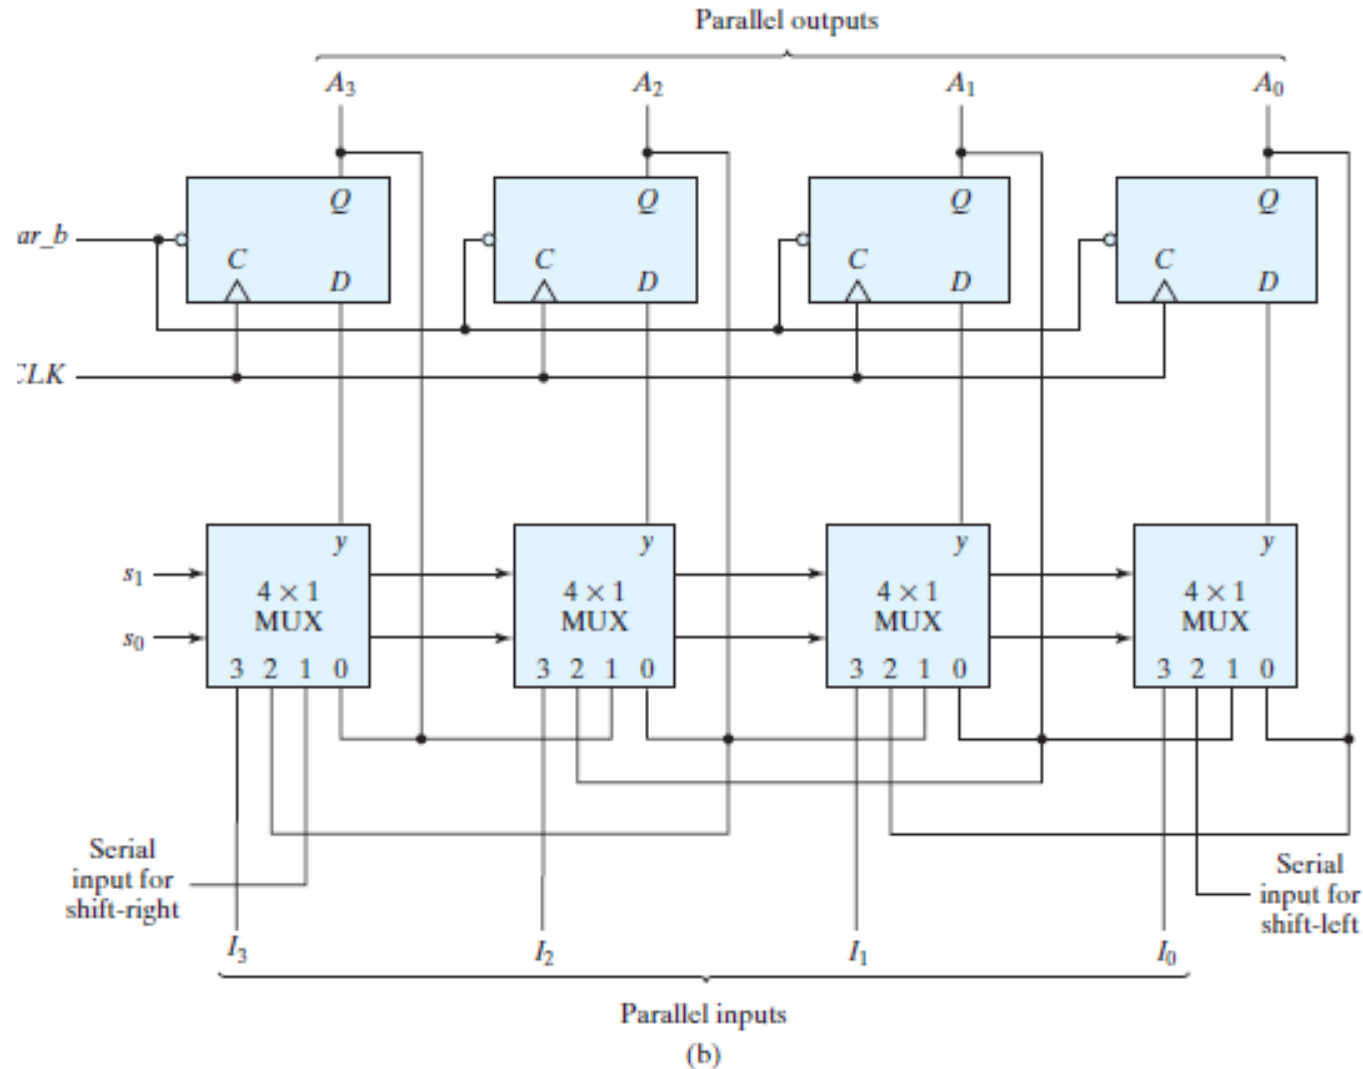 Parallel outputs
A₃ A₂ A₁ A₀
Q Q Q Q
ar_b
C C C C
D D D D
CLK
y y y y
s₁
4 × 1 4 × 1 4 × 1 4 × 1
MUX MUX MUX MUX
s₀
3 2 1 0 3 2 1 0 3 2 1 0 3 2 1 0
Serial
input for
shift-right
Serial
input for
shift-left
I₃ I₂ I₁ I₀
Parallel inputs
(b)